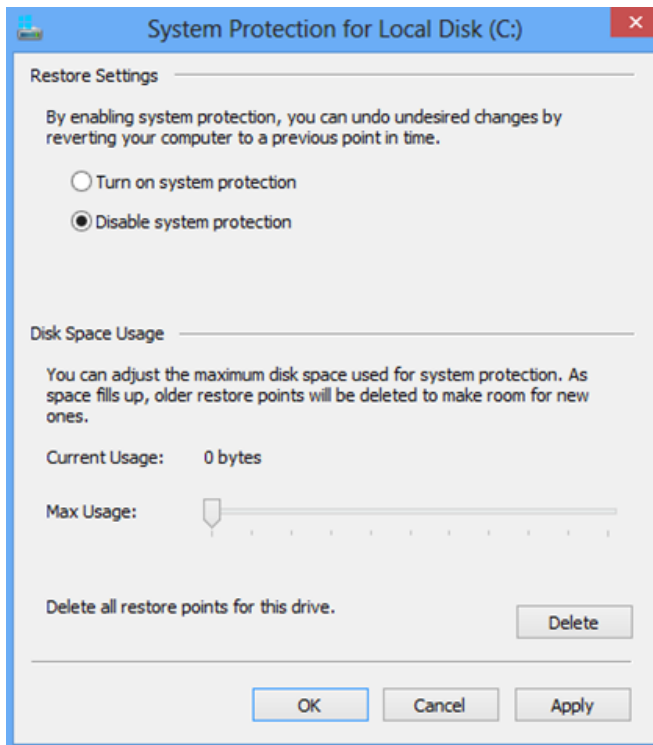 System Protection for Local Disk (C:)
Restore Settings
By enabling system protection, you can undo undesired changes by
reverting your computer to a previous point in time.
Turn on system protection
Disable system protection
Disk Space Usage
You can adjust the maximum disk space used for system protection. As
space fills up, older restore points will be deleted to make room for new
ones.
Current Usage: 0 bytes
Max Usage:
Delete all restore points for this drive.
Delete
OK Cancel Apply